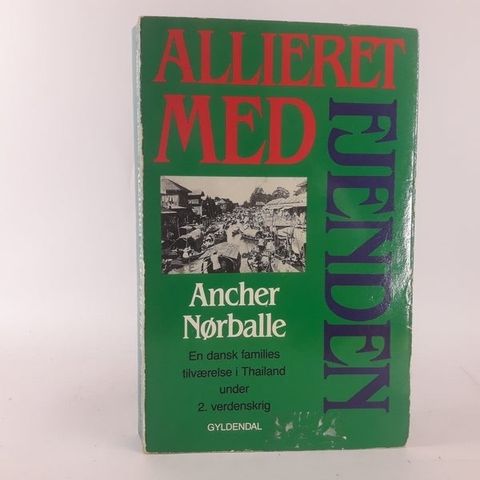 ALLIERET
MED
FJENDEN
Ancher
Nørballe
En dansk families
tilværelse i Thailand
under
2. verdenskrig
GYLDENDAL